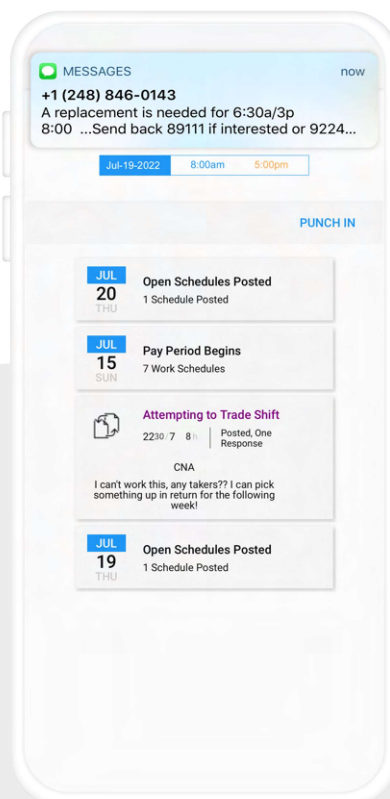 MESSAGES now
+1 (248) 846-0143
A replacement is needed for 6:30a/3p
8:00 ...Send back 89111 if interested or 9224...
Jul-19-2022 8:00am 5:00pm
PUNCH IN
JUL
20
THU
Open Schedules Posted
1 Schedule Posted
JUL
15
SUN
Pay Period Begins
7 Work Schedules
Attempting to Trade Shift
2230/7 8h
Posted, One
Response
CNA
I can't work this, any takers?? I can pick
something up in return for the following
week!
JUL
19
THU
Open Schedules Posted
1 Schedule Posted